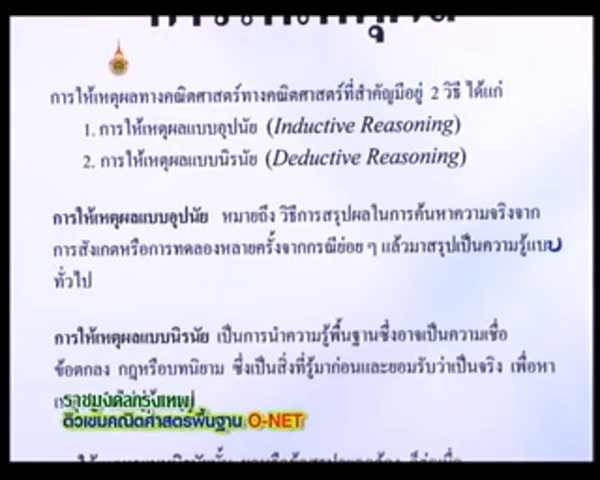 การให้เหตุผลทางคณิตศาสตร์ทางคณิตศาสตร์ที่สำคัญมีอยู่ 2 วิธี ได้แก่
1. การให้เหตุผลแบบอุปนัย (Inductive Reasoning)
2. การให้เหตุผลแบบนิรนัย (Deductive Reasoning)
การให้เหตุผลแบบอุปนัย หมายถึง วิธีการสรุปผลในการค้นหาความจริงจาก
การสังเกตหรือการทดลองหลายครั้งจากกรณีย่อย ๆ แล้วมาสรุปเป็นความรู้แบบ
ทั่วไป
การให้เหตุผลแบบนิรนัย เป็นการนำความรู้พื้นฐานซึ่งอาจเป็นความเชื่อ
ข้อตกลง กฎหรือบทนิยาม ซึ่งเป็นสิ่งที่รู้มาก่อนและยอมรับว่าเป็นจริง เพื่อหา
ราชมงคลกรุงเทพ
ติวเข้มคณิตศาสตร์พื้นฐาน O-NET